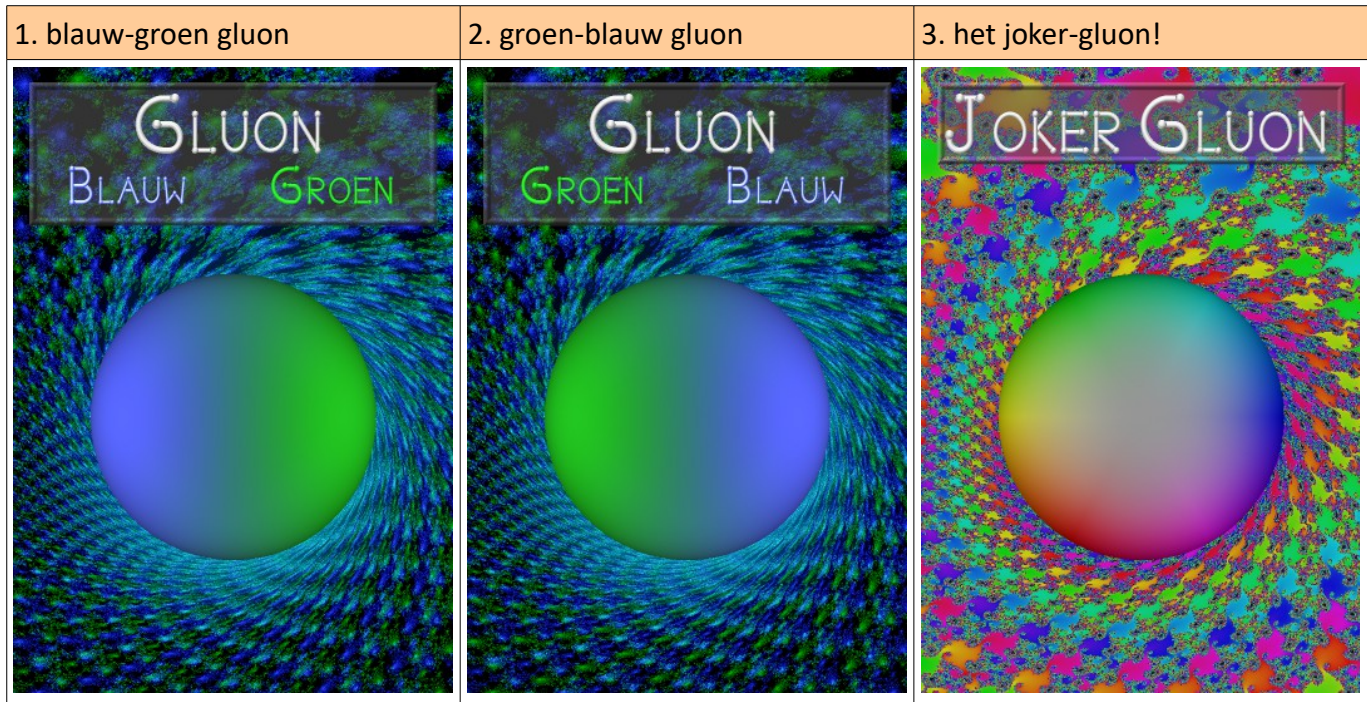 1. blauw-groen gluon
2. groen-blauw gluon
3. het joker-gluon!
GLUON
BLAUW GROEN
GLUON
GROEN BLAUW
JOKER GLUON